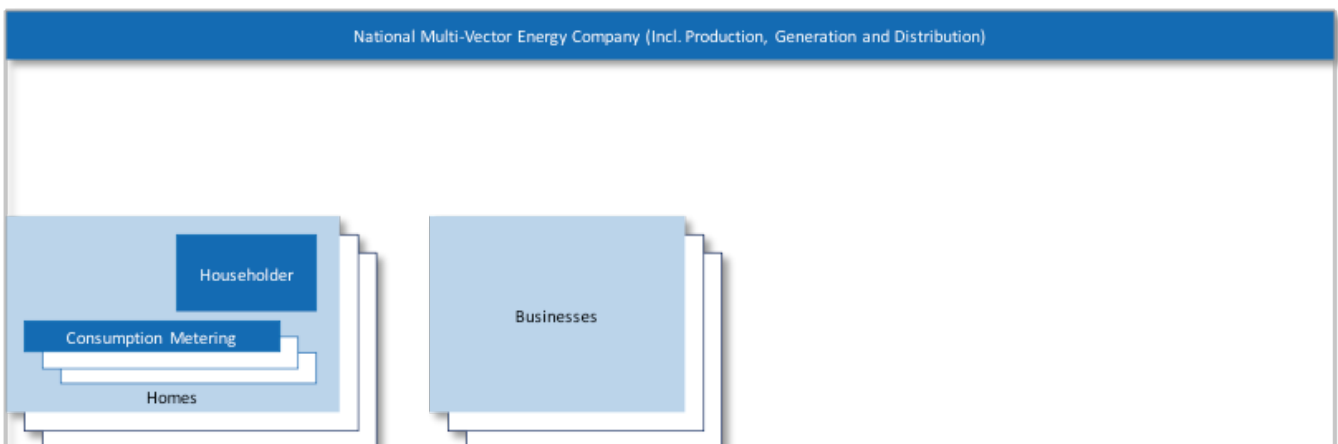 National Multi-Vector Energy Company (Incl. Production, Generation and Distribution)
Householder
Consumption Metering
Homes
Businesses